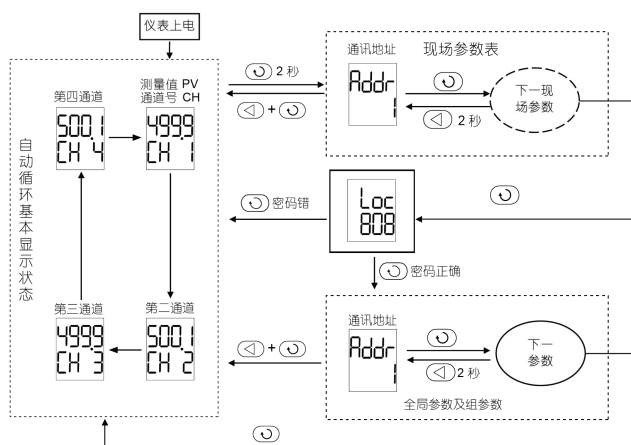 仪表上电
自动循环基本显示状态
第四通道
500.1
CH 4
测量值 PV
通道号 CH
499.9
CH 1
第三通道
499.9
CH 3
第二通道
500.1
CH 2
2 秒
+
通讯地址
现场参数表
Addr
1
2 秒
下一现
场参数
密码错
Loc
808
密码正确
+
通讯地址
Addr
1
2 秒
下一
参数
全局参数及组参数